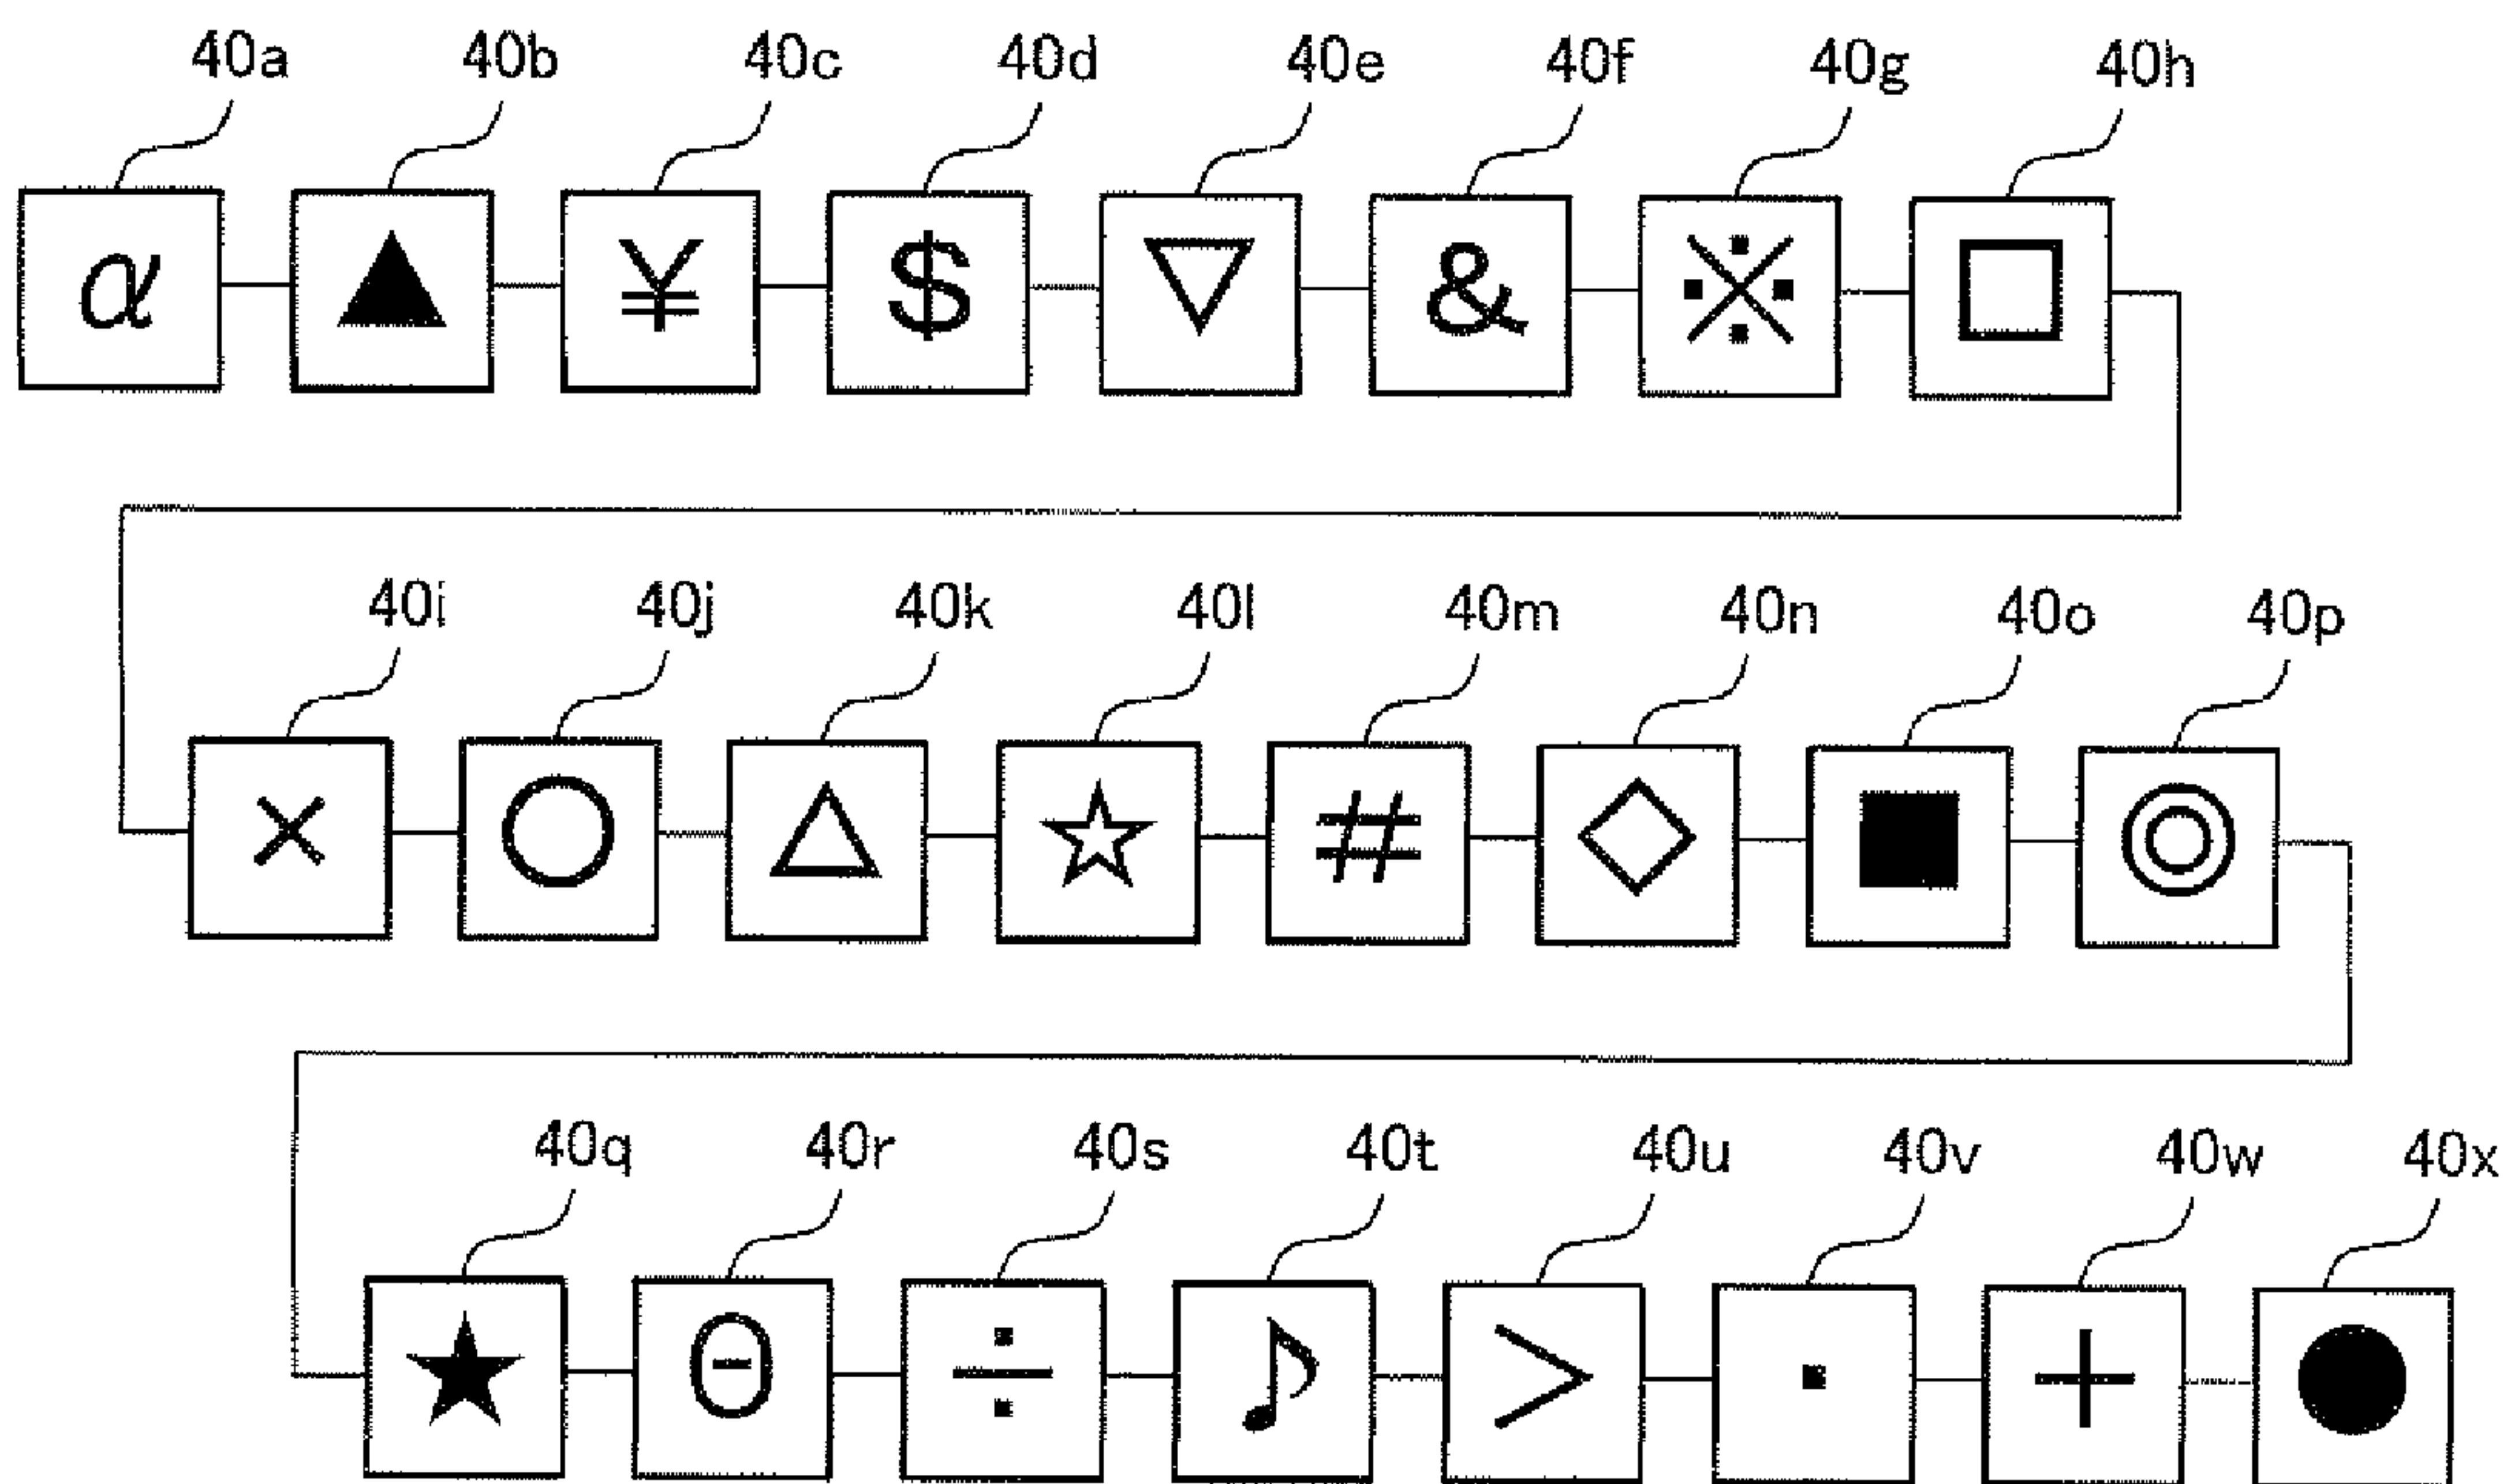 40a 40b 40c 40d 40e 40f 40g 40h
α ▲ ¥ $ ▽ & ※ □
40i 40j 40k 40l 40m 40n 40o 40p
× ○ △ ☆ # ◇ ■ ◎
40q 40r 40s 40t 40u 40v 40w 40x
★ Θ ÷ ♪ > ・ + ●